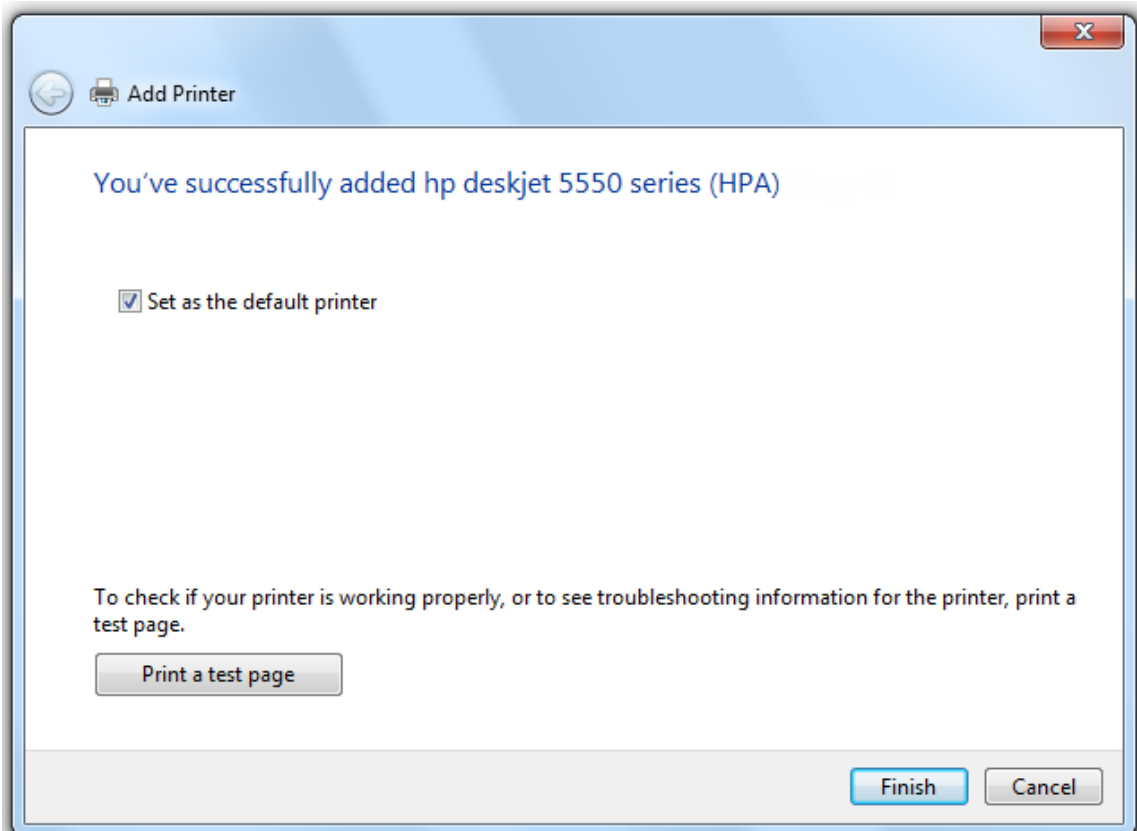 Add Printer
You've successfully added hp deskjet 5550 series (HPA)
Set as the default printer
To check if your printer is working properly, or to see troubleshooting information for the printer, print a
test page.
Print a test page
Finish Cancel